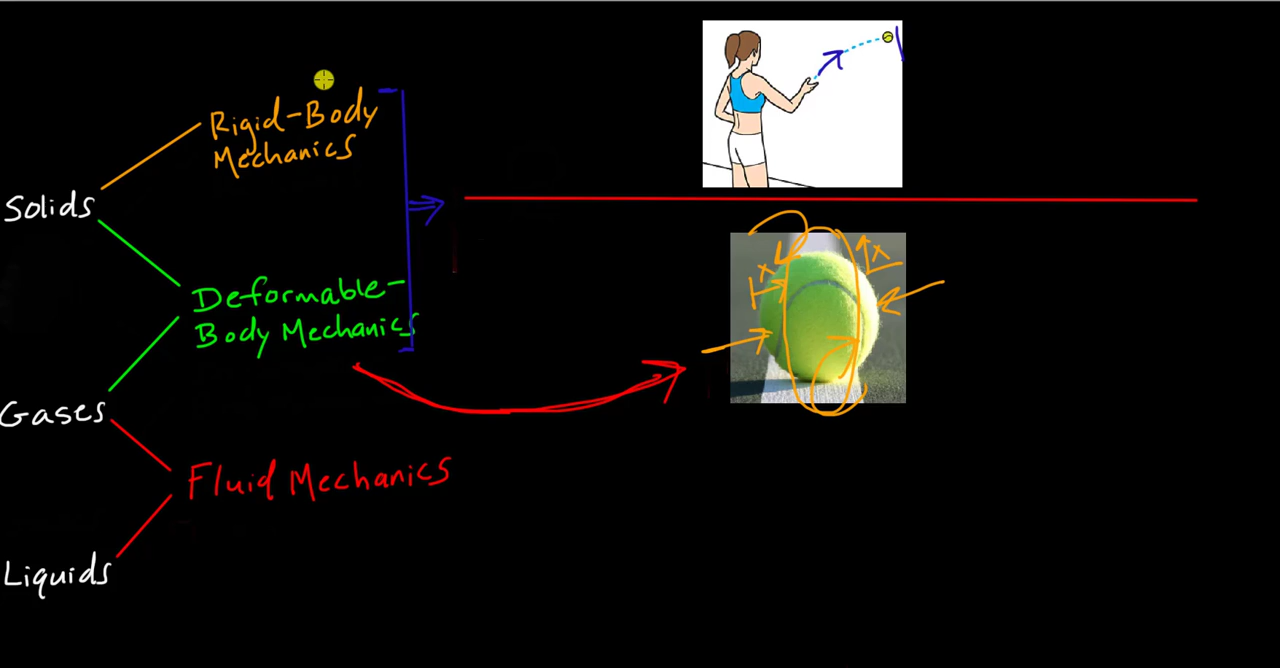 Rigid-Body
Mechanics
Solids
x
x
Deformable-
Body Mechanics
Gases
Fluid Mechanics
Liquids